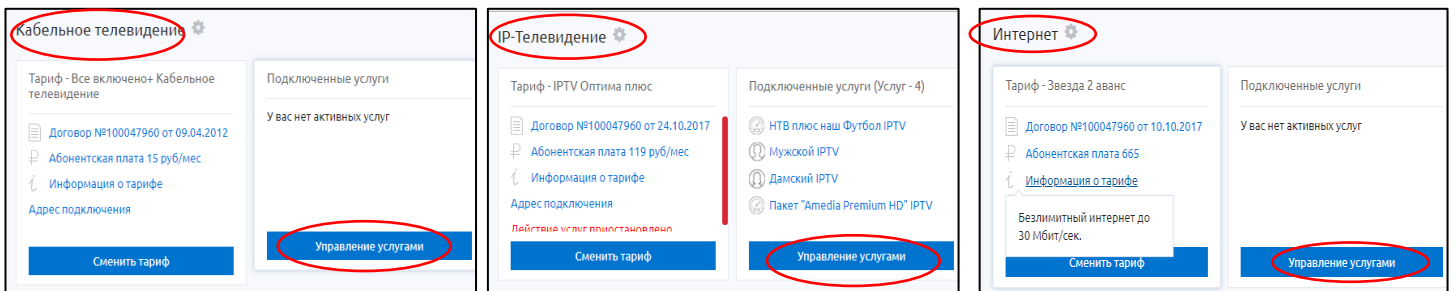 Кабельное телевидение
Тариф - Все включено+ Кабельное
телевидение
Договор №100047960 от 09.04.2012
Абонентская плата 15 руб/мес
Информация о тарифе
Адрес подключения
Сменить тариф
Подключенные услуги
У вас нет активных услуг
Управление услугами
IP-Телевидение
Тариф - IPTV Оптима плюс
Договор №100047960 от 24.10.2017
Абонентская плата 119 руб/мес
Информация о тарифе
Адрес подключения
Действие услуг приостановлено
Сменить тариф
Подключенные услуги (Услуг - 4)
НТВ плюс наш Футбол IPTV
Мужской IPTV
Дамский IPTV
Пакет "Amedia Premium HD" IPTV
Управление услугами
Интернет
Тариф - Звезда 2 аванс
Договор №100047960 от 10.10.2017
Абонентская плата 665
Информация о тарифе
Безлимитный интернет до
30 Мбит/сек.
Сменить тариф
Подключенные услуги
У вас нет активных услуг
Управление услугами